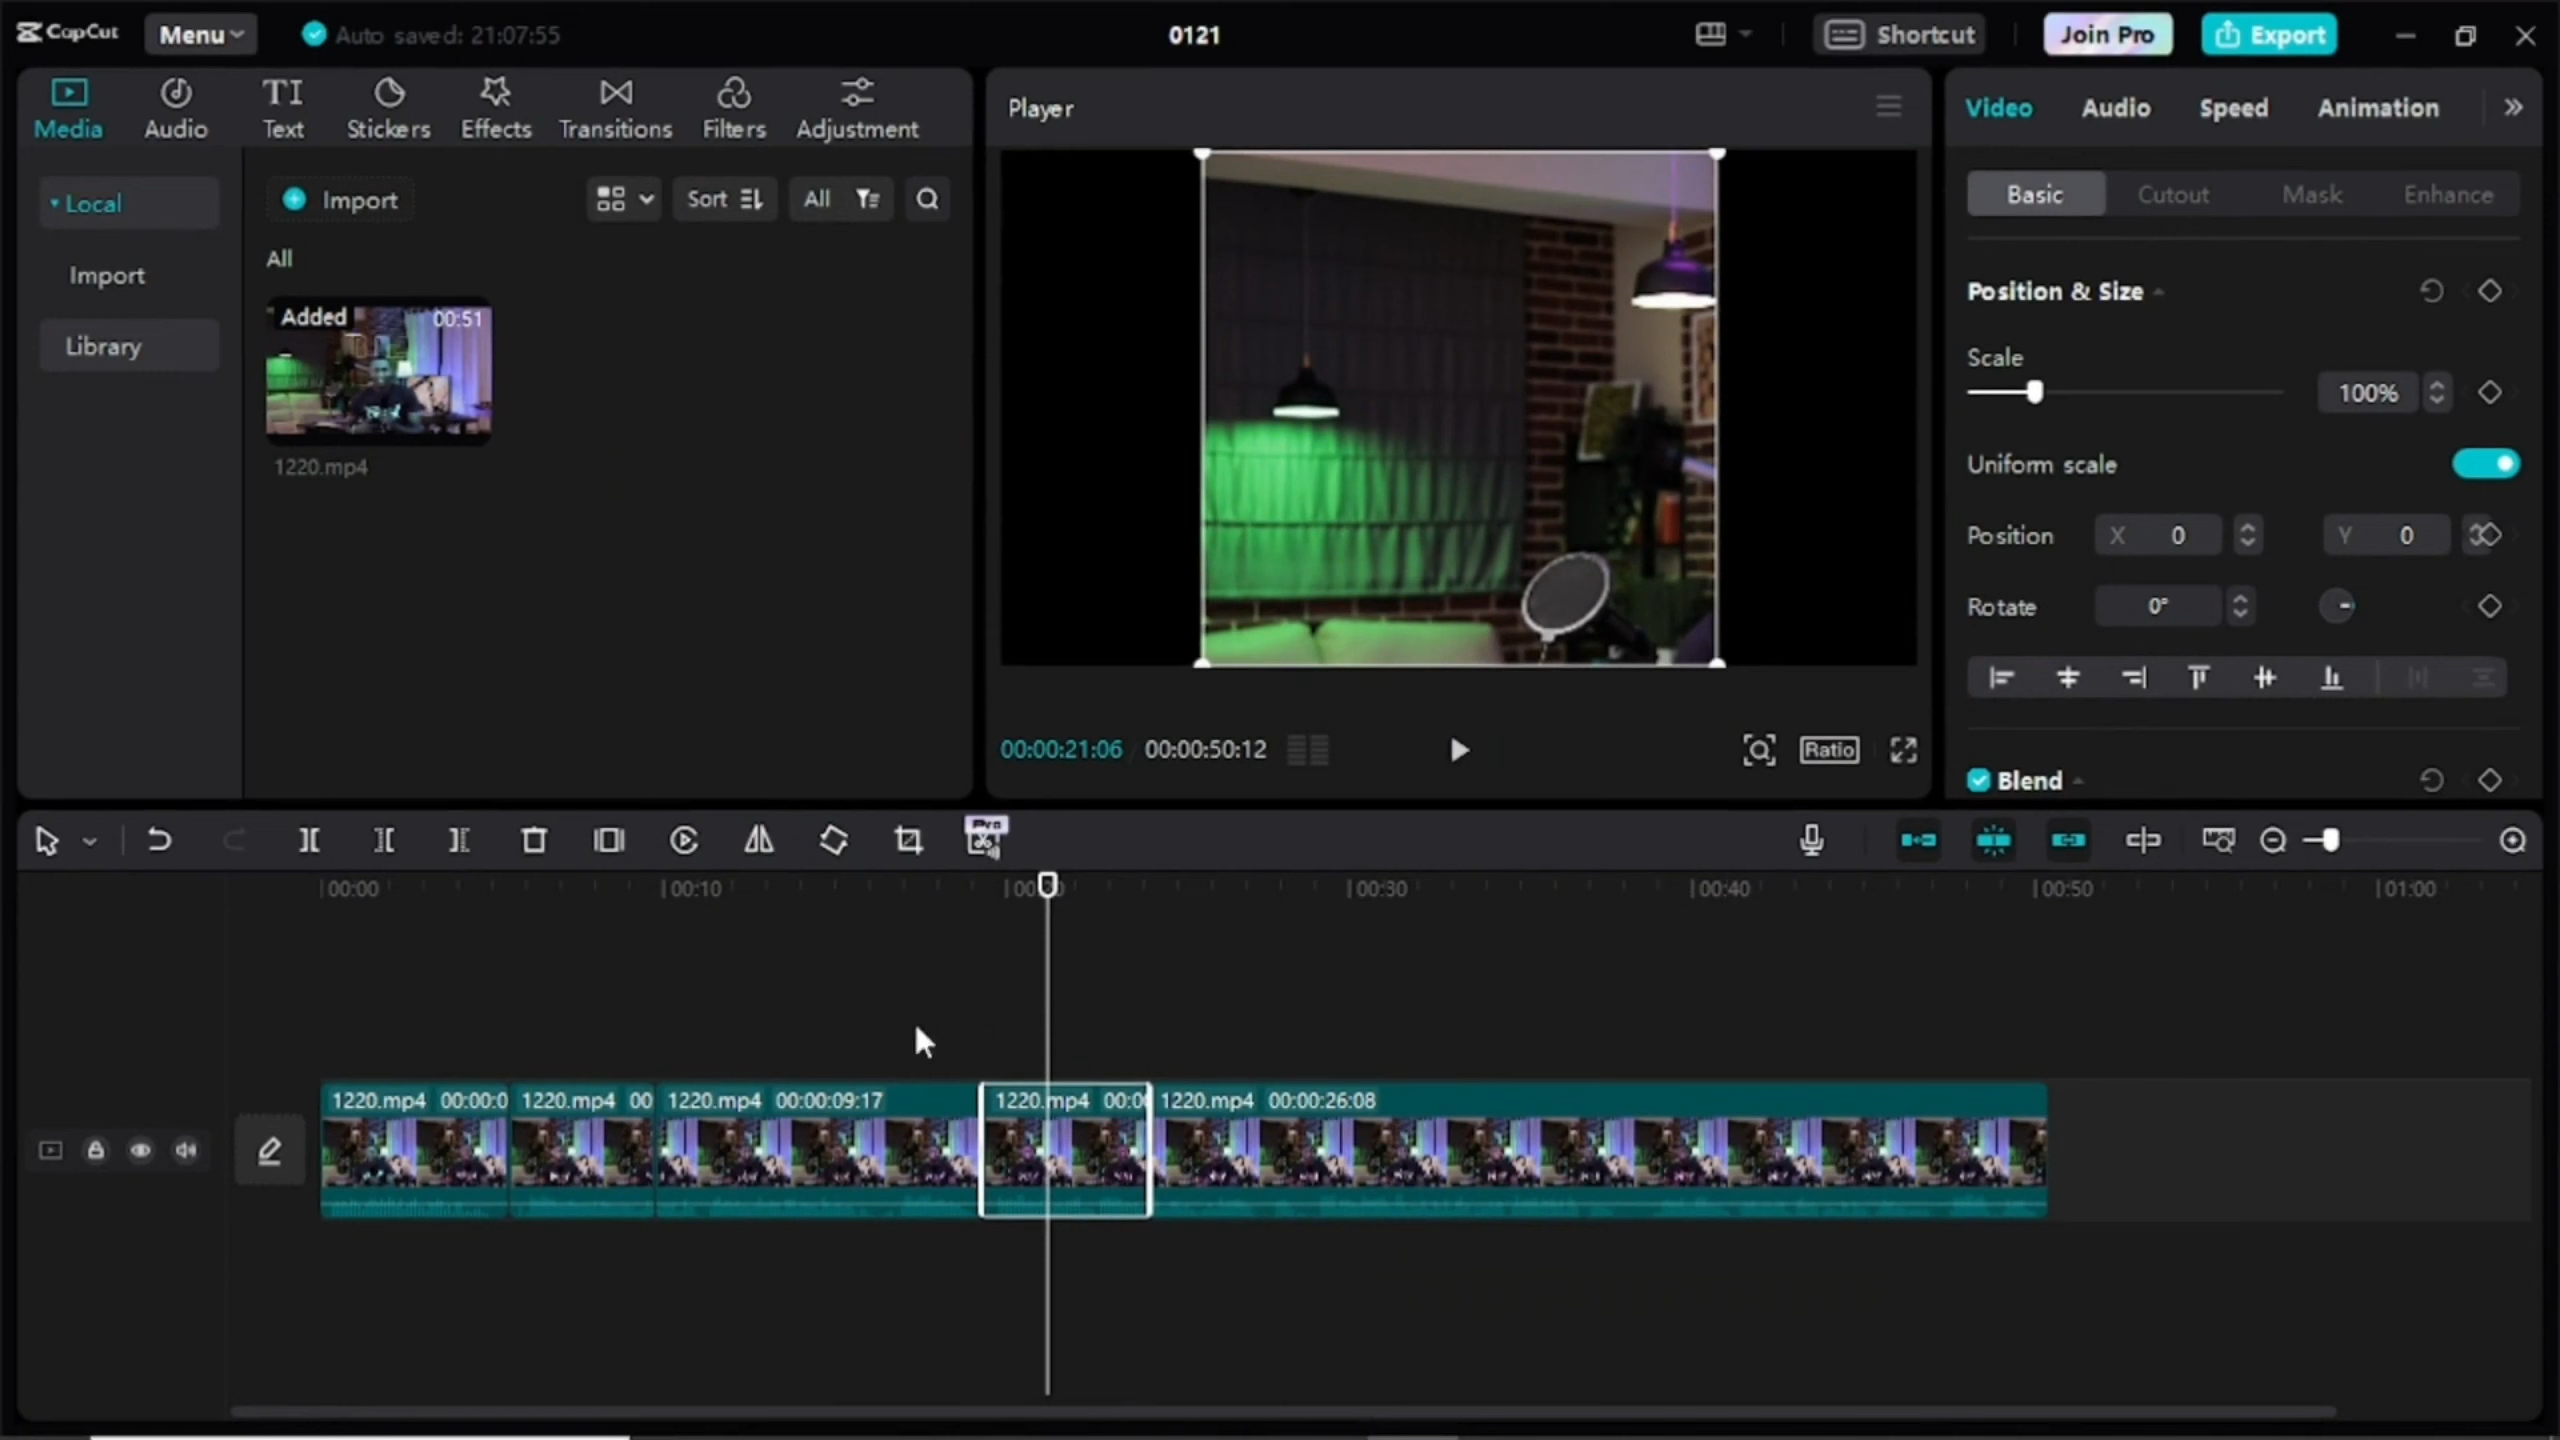 CapCut
Menu
Auto saved: 21:07:55
0121
Shortcut
Join Pro
Export
Media
Audio
Text
Stickers
Effects
Transitions
Filters
Adjustment
Local
Import
Library
Import
Sort
All
All
Added
00:51
1220.mp4
Player
00:00:21:06
00:00:50:12
Ratio
Video
Audio
Speed
Animation
Basic
Cutout
Mask
Enhance
Position & Size
Scale
100%
Uniform scale
Position
X 0
Y 0
Rotate
0°
Blend
Pro
00:00
00:10
00:30
00:40
00:50
01:00
1220.mp4 00:00:0
1220.mp4 00
1220.mp4 00:00:09:17
1220.mp4 00:0
1220.mp4 00:00:26:08